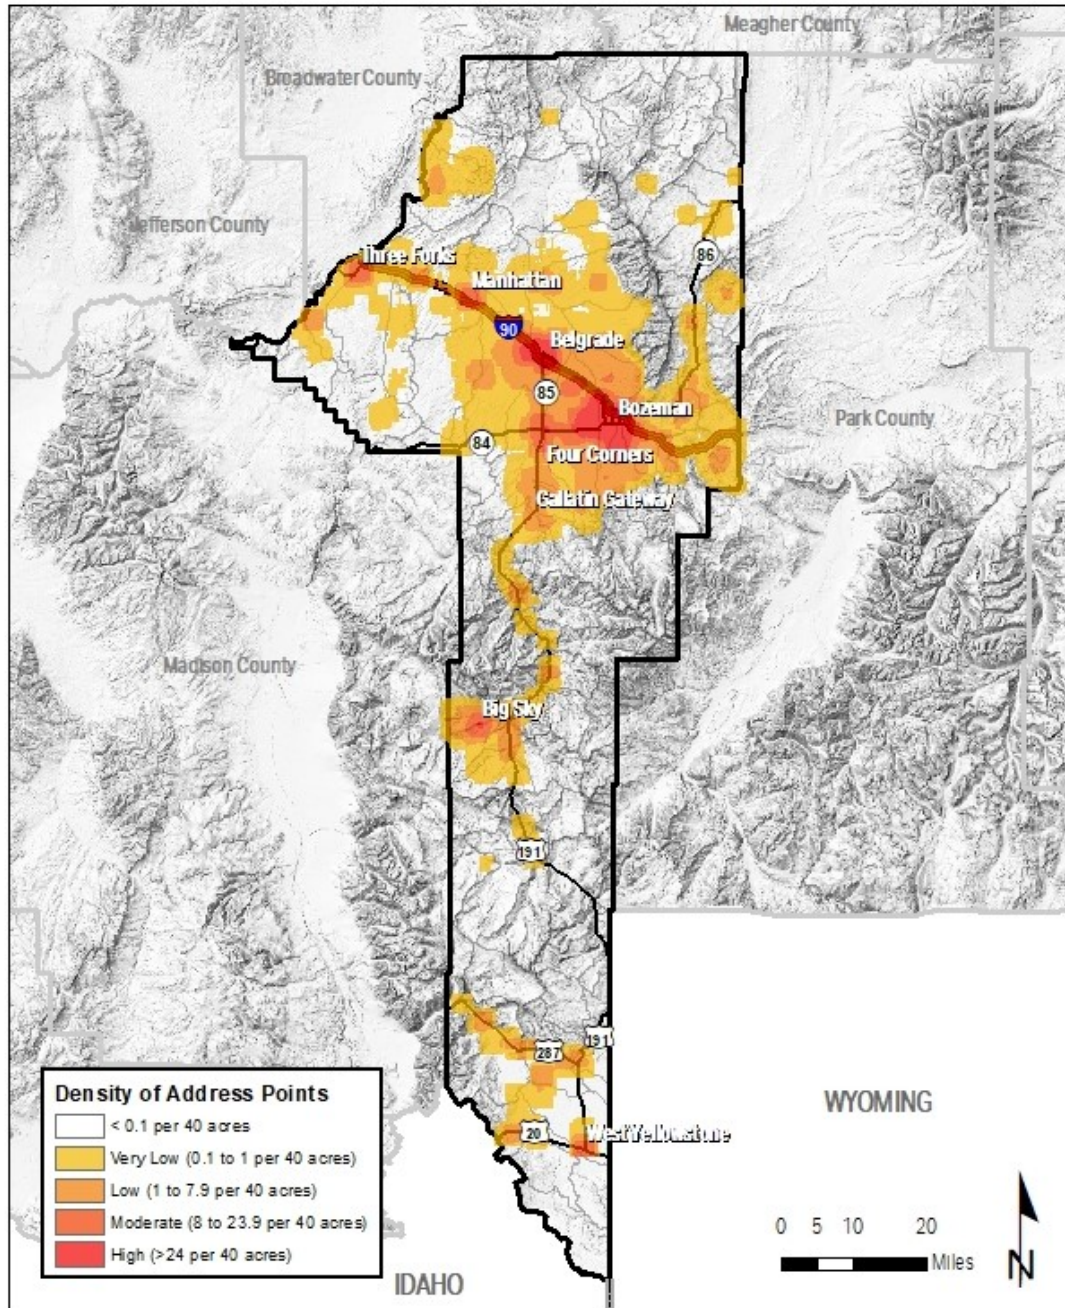 Meagher County
Broadwater County
Jefferson County
86
Three Forks
Manhattan
90
Belgrade
85
Bozeman
Park County
84
Four Corners
Gallatin Gateway
Madison County
Big Sky
191
191
287
WYOMING
20
West Yellowstone
Density of Address Points
< 0.1 per 40 acres
Very Low (0.1 to 1 per 40 acres)
Low (1 to 7.9 per 40 acres)
Moderate (8 to 23.9 per 40 acres)
High (>24 per 40 acres)
0 5 10 20
Miles
N
IDAHO